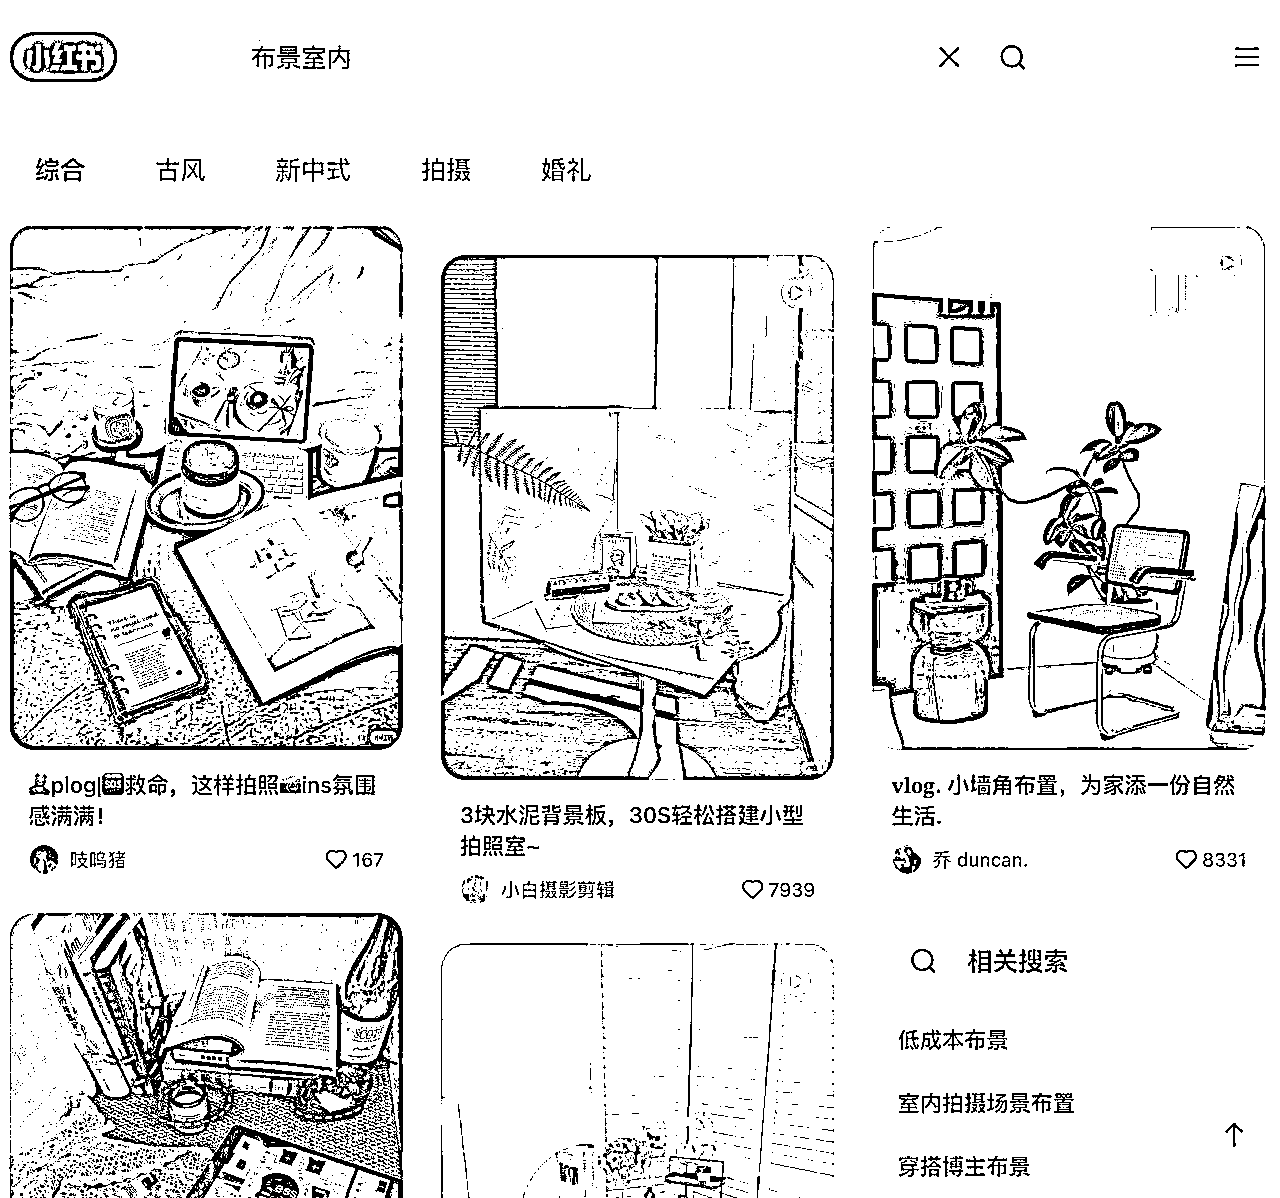 小红书
布景室内
综合
古风
新中式
拍摄
婚礼
plog|救命，这样拍照ins氛围
感满满！
吱呜猪
167
3块水泥背景板，30S轻松搭建小型
拍照室~
小白摄影剪辑
7939
vlog. 小墙角布置，为家添一份自然
生活.
乔 duncan.
8331
相关搜索
低成本布景
室内拍摄场景布置
穿搭博主布景